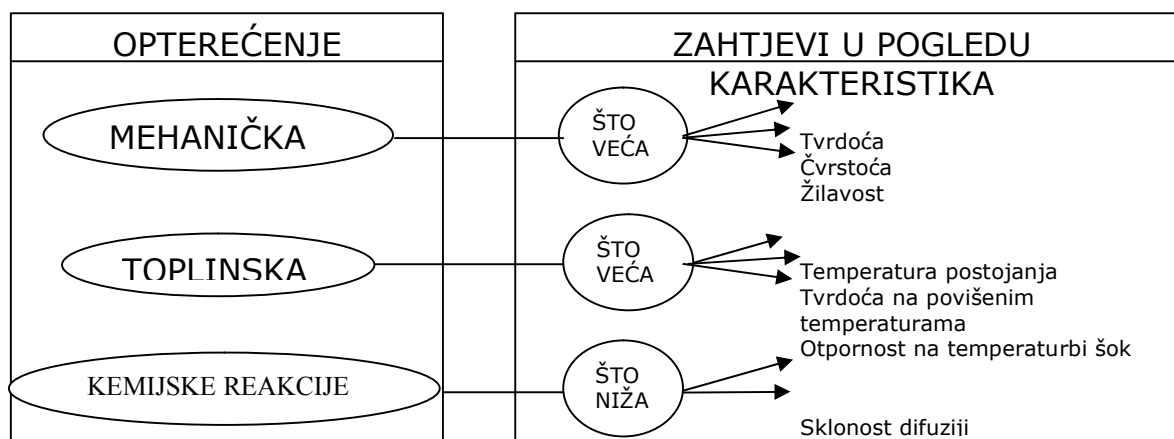 OPTEREĆENJE
ZAHTJEVI U POGLEDU
KARAKTERISTIKA
MEHANIČKA
ŠTO
VEĆA
Tvrdoća
Čvrstoća
Žilavost
TOPLINSKA
ŠTO
VEĆA
Temperatura postojanja
Tvrdoća na povišenim
temperaturama
Otpornost na temperaturbi šok
KEMIJSKE REAKCIJE
ŠTO
NIŽA
Sklonost difuziji